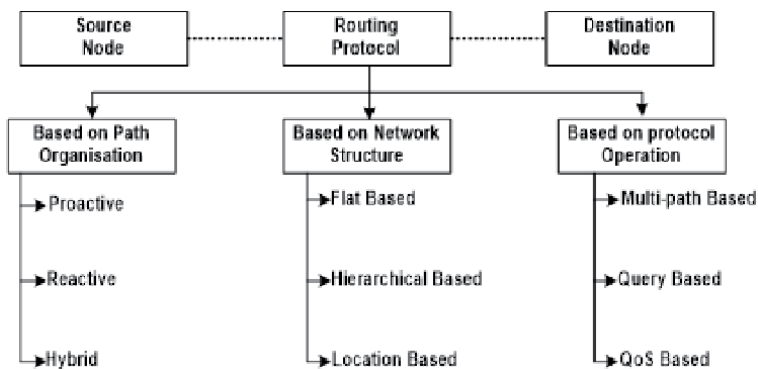 Source
Node
Routing
Protocol
Destination
Node
Based on Path
Organisation
Based on Network
Structure
Based on protocol
Operation
Proactive
Flat Based
Multi-path Based
Reactive
Hierarchical Based
Query Based
Hybrid
Location Based
QoS Based